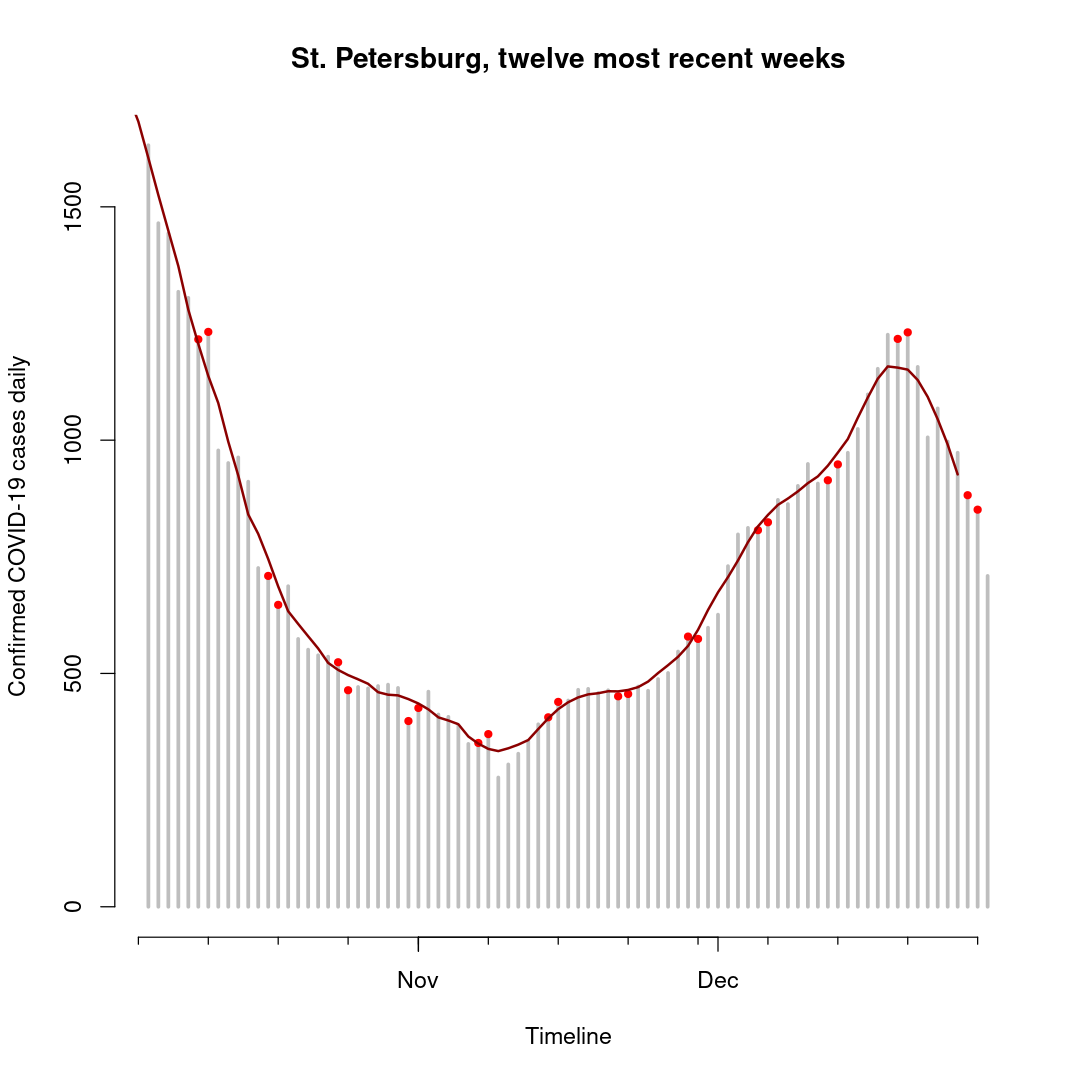 St. Petersburg, twelve most recent weeks
Confirmed COVID-19 cases daily
1500
1000
500
0
Nov
Dec
Timeline